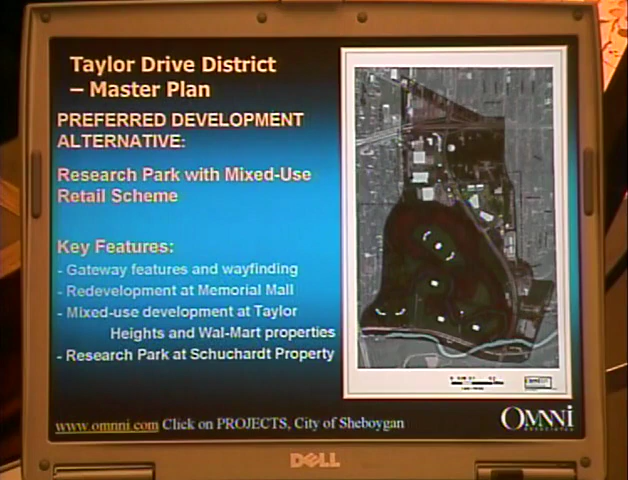 Taylor Drive District
– Master Plan
PREFERRED DEVELOPMENT
ALTERNATIVE:
Research Park with Mixed-Use
Retail Scheme
Key Features:
- Gateway features and wayfinding
- Redevelopment at Memorial Mall
- Mixed-use development at Taylor
Heights and Wal-Mart properties
- Research Park at Schuchardt Property
www.omnni.com Click on PROJECTS, City of Sheboygan
OMNNI
ASSOCIATES
DELL